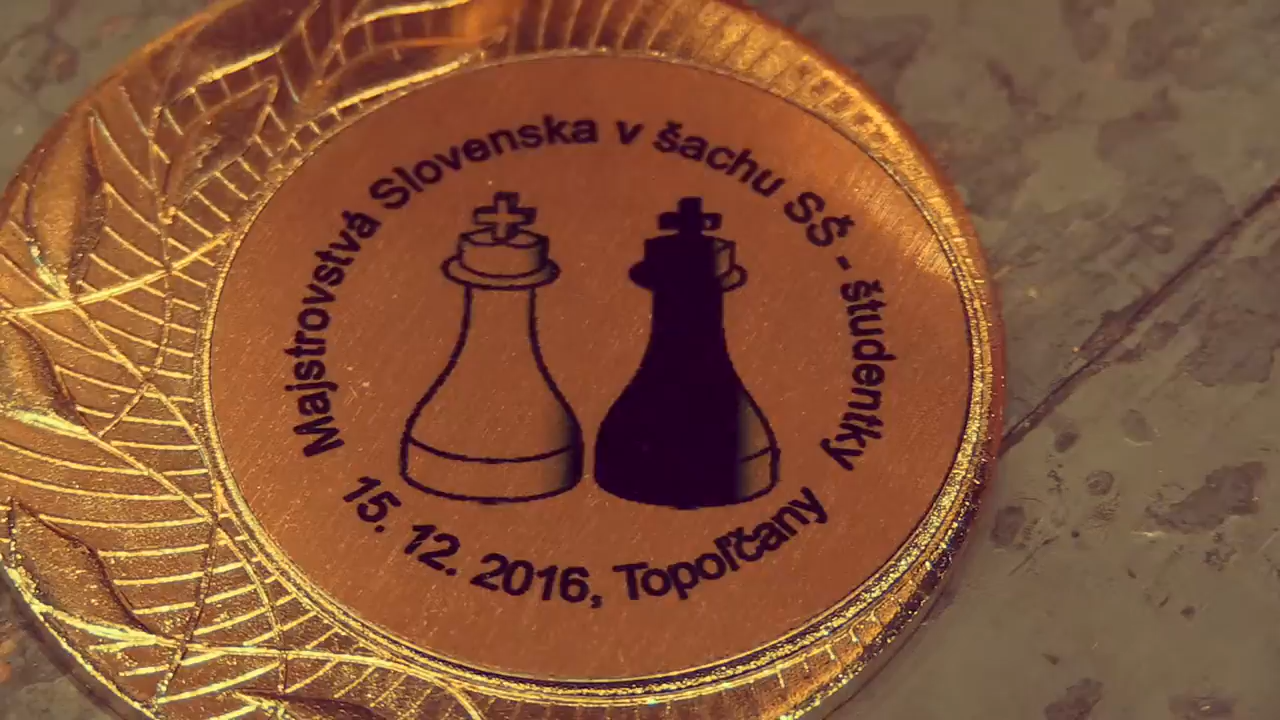 Majstrovstvá Slovenska v šachu SŠ - študentky
15. 12. 2016, Topoľčany